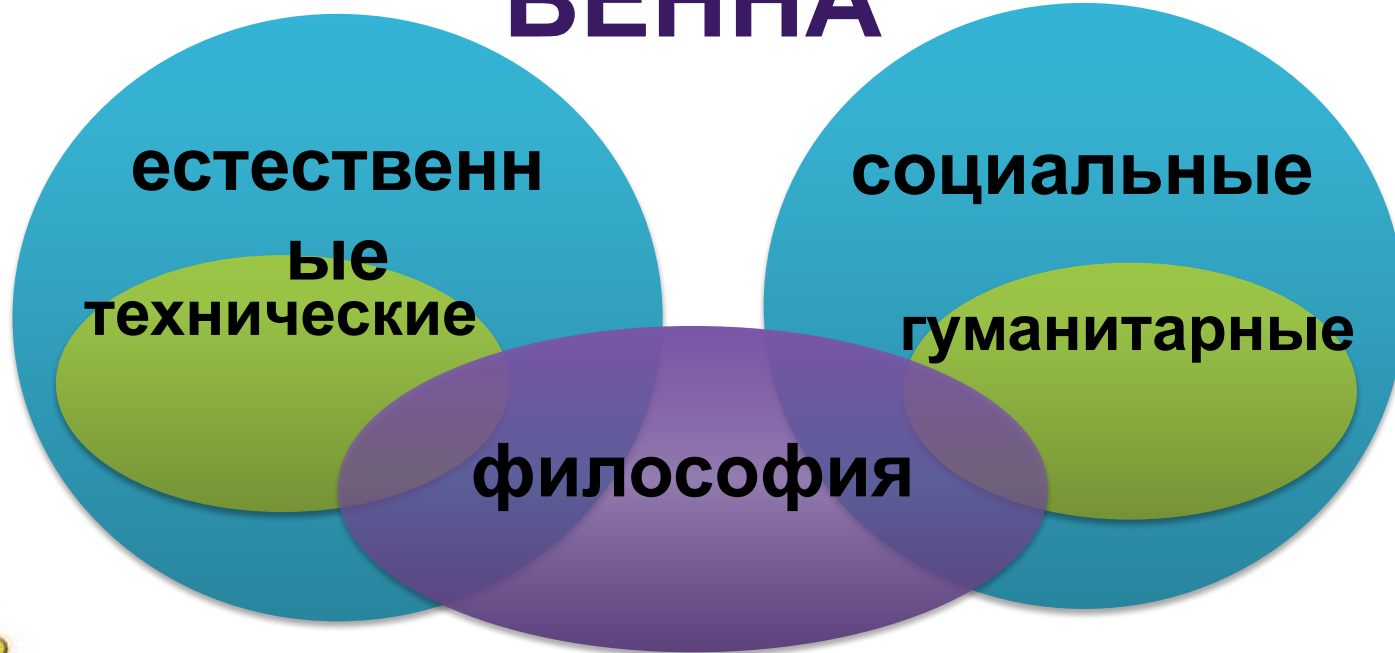 ВЕННА
естественн
ые
технические
социальные
гуманитарные
философия